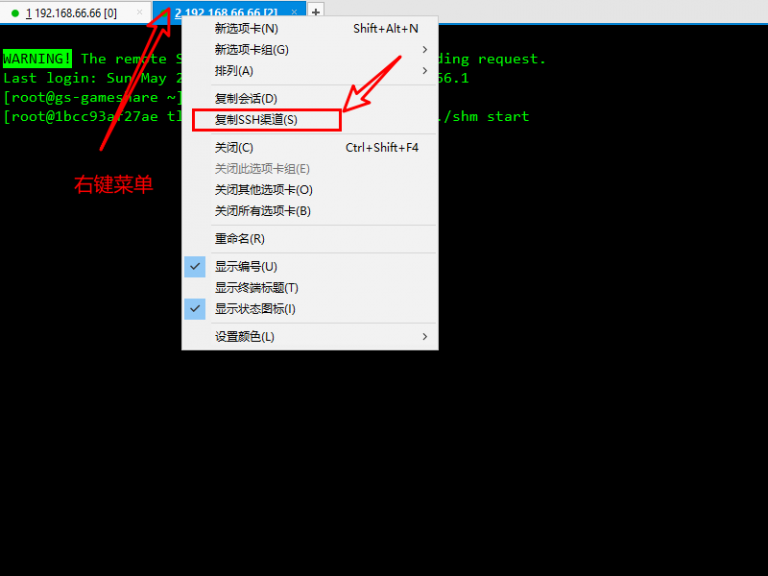 1 192.168.66.66 [0] × 2 192.168.66.66 [2] × +
WARNING! The remote S ding request.
Last login: Sun May 2 66.1
[root@gs-gameshare ~]
[root@1bcc93af27ae tl ./shm start
新选项卡(N) Shift+Alt+N
新选项卡组(G)
排列(A)
复制会话(D)
复制SSH渠道(S)
关闭(C) Ctrl+Shift+F4
关闭此选项卡组(E)
右键菜单
关闭其他选项卡(O)
关闭所有选项卡(B)
重命名(R)
显示编号(U)
显示终端标题(T)
显示状态图标(I)
设置颜色(L)